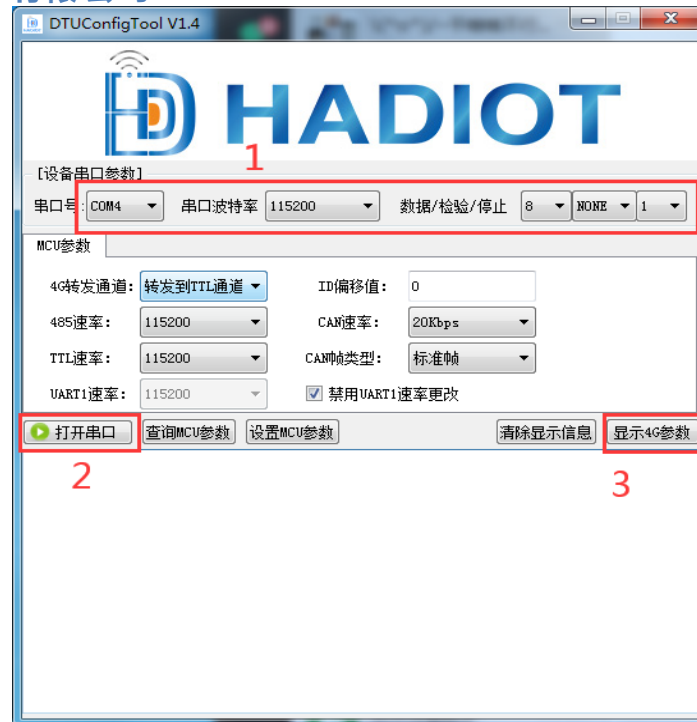 有限公司
DTUConfigTool V1.4
HADIOT
1
[设备串口参数]
串口号: COM4 串口波特率 115200 数据/检验/停止 8 NONE 1
MCU参数
4G转发通道: 转发到TTL通道 ID偏移值: 0
485速率: 115200 CAN速率: 20Kbps
TTL速率: 115200 CAN帧类型: 标准帧
UART1速率: 115200 禁用UART1速率更改
打开串口 查询MCU参数 设置MCU参数 清除显示信息 显示4G参数
2 3